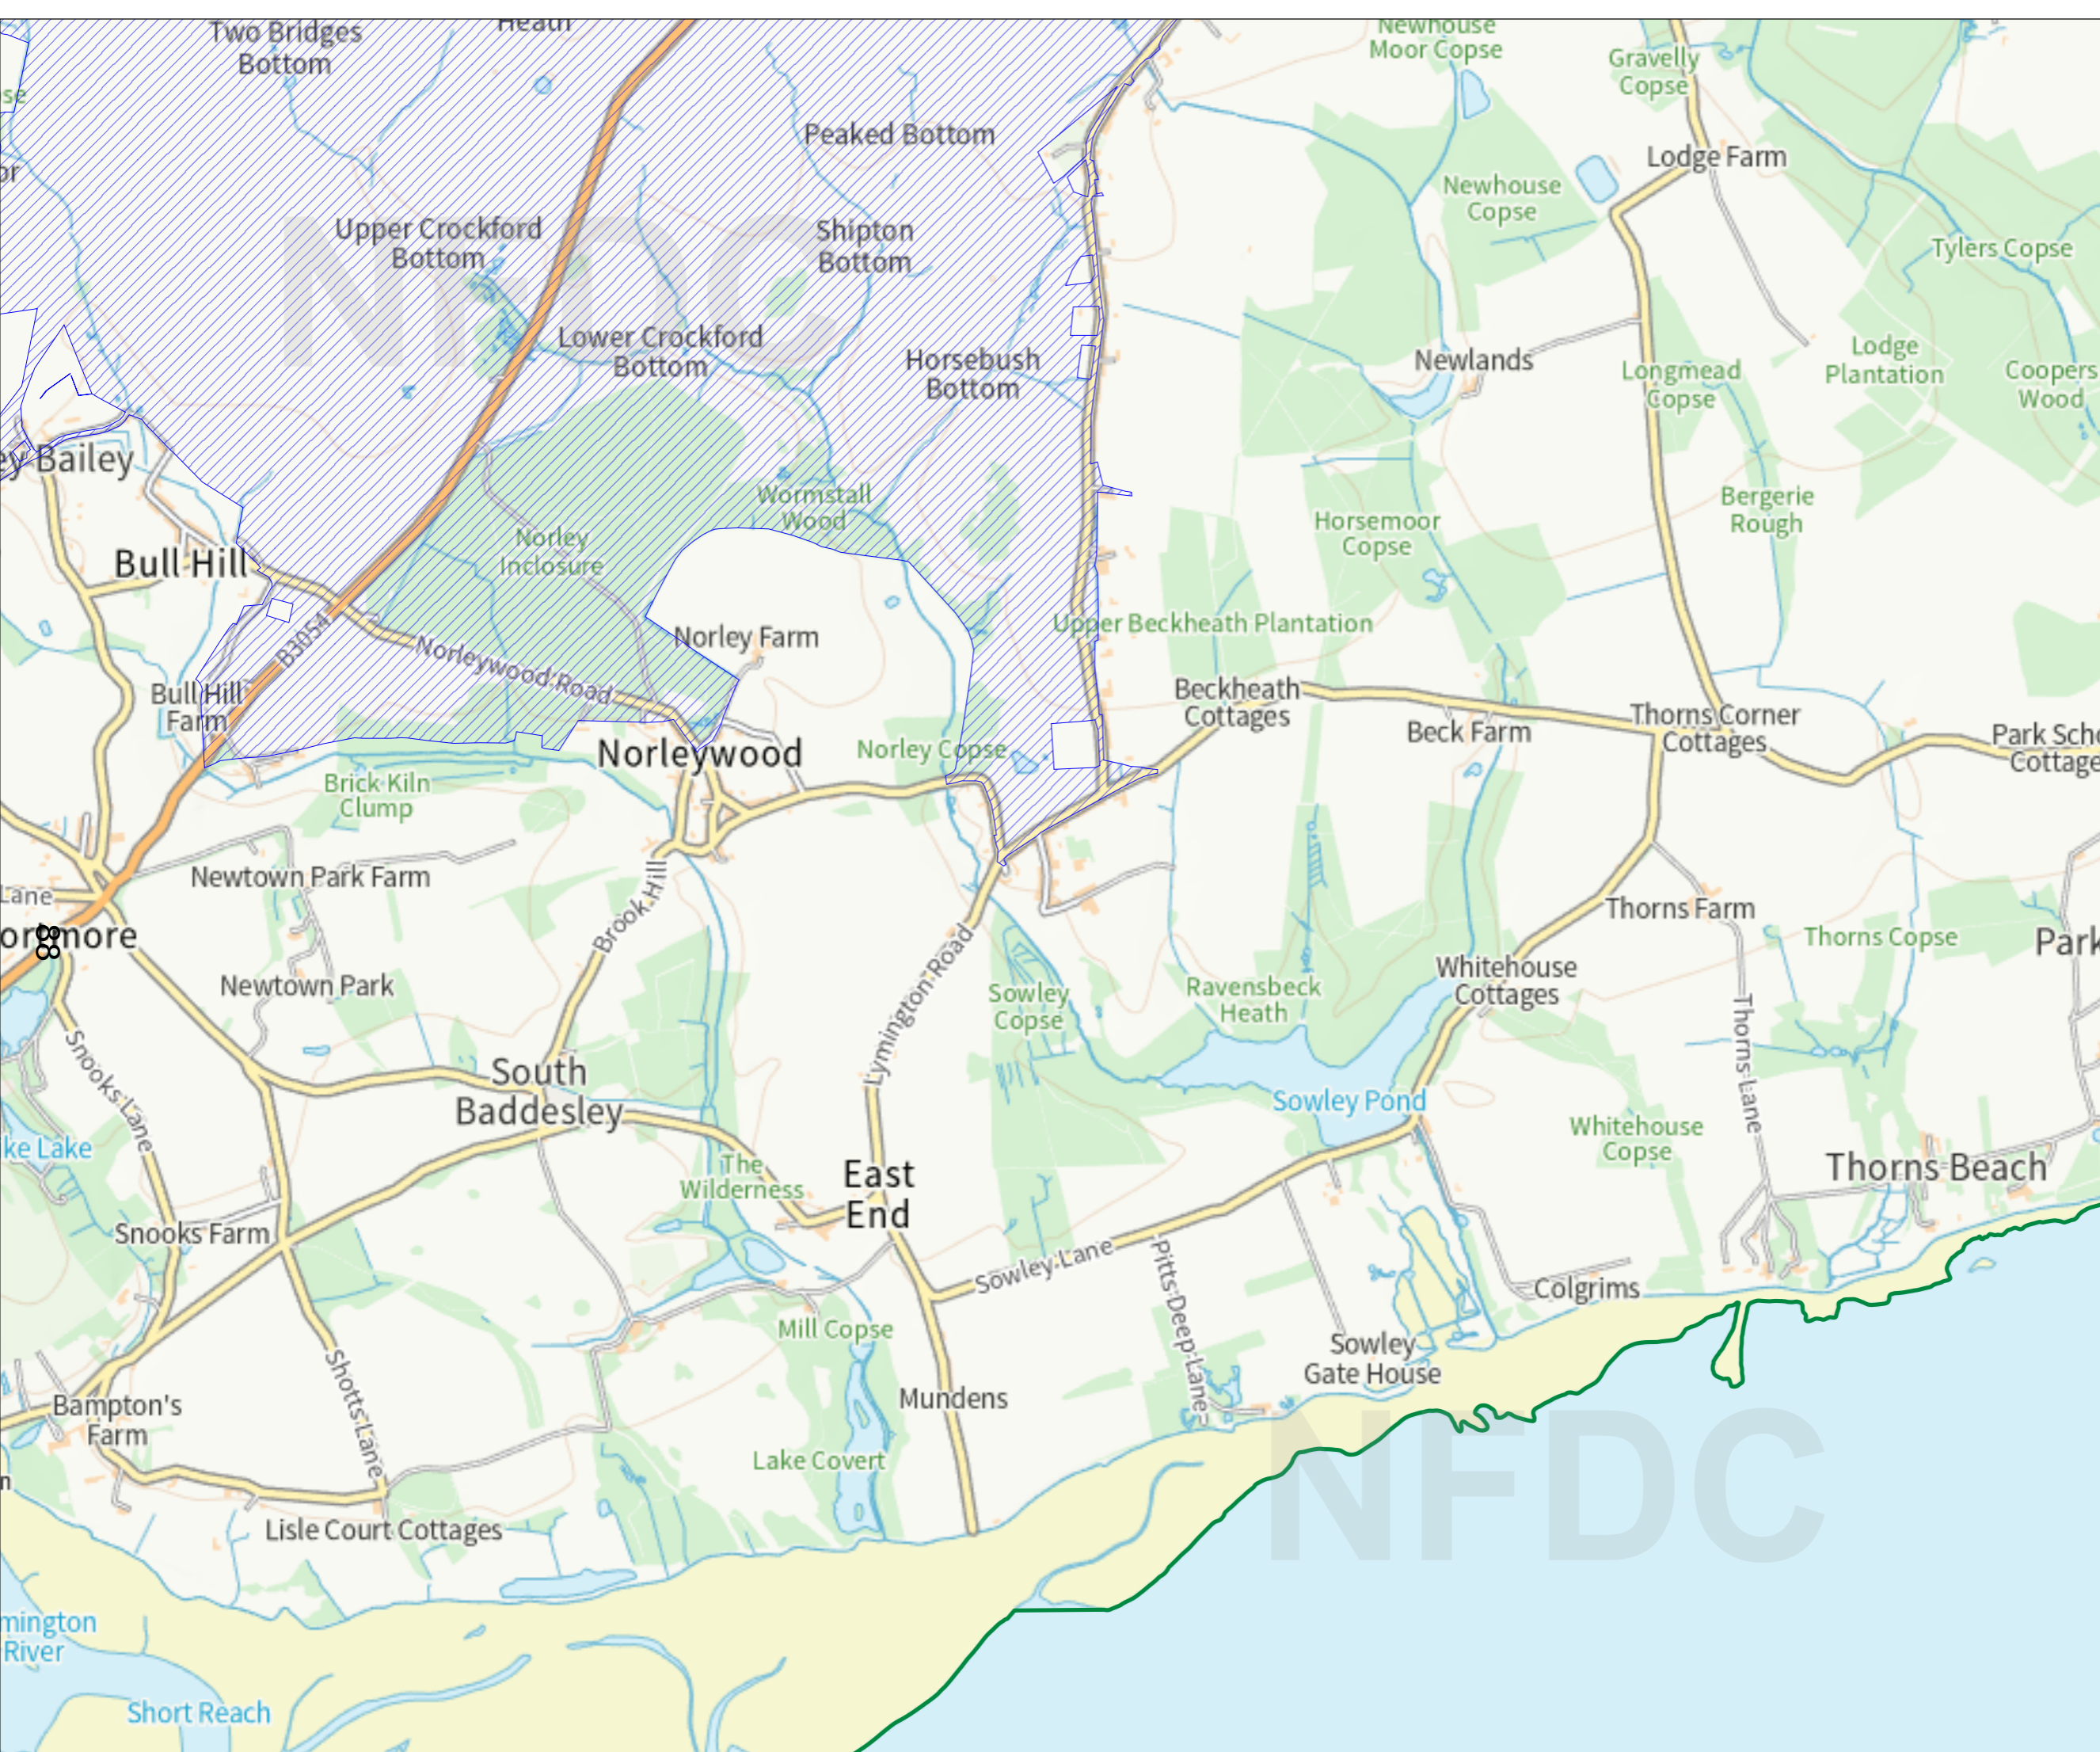 Two Bridges
Bottom
Heath
Newhouse
Moor Copse
Gravelly
Copse
se
Peaked Bottom
Lodge Farm
or
Newhouse
Copse
Upper Crockford
Bottom
Shipton
Bottom
Tylers Copse
NFDC
Lower Crockford
Bottom
Horsebush
Bottom
Newlands
Longmead
Copse
Lodge
Plantation
Coopers
Wood
ey Bailey
Wormstall
Wood
Bergerie
Rough
Norley
Inclosure
Horsemoor
Copse
Bull Hill
B3054
Norleywood Road
Norley Farm
Upper Beckheath Plantation
Bull Hill
Farm
Beckheath
Cottages
Beck Farm
Thorns Corner
Cottages
Park Scho
Cottage
Norleywood
Norley Copse
Brick Kiln
Clump
Newtown Park Farm
Lane
Brook Hill
Thorns Farm
88
more
Lymington Road
Thorns Copse
Park
Newtown Park
Sowley
Copse
Ravensbeck
Heath
Whitehouse
Cottages
Snooks Lane
South
Baddesley
Sowley Pond
Thorns Lane
Whitehouse
Copse
ke Lake
The
Wilderness
East
End
Thorns Beach
Snooks Farm
Sowley Lane
Pitts Deep Lane
Colgrims
Mill Copse
Sowley
Gate House
Shotts Lane
Bampton's
Farm
Mundens
Lake Covert
NFDC
n
Lisle Court Cottages
mington
River
Short Reach